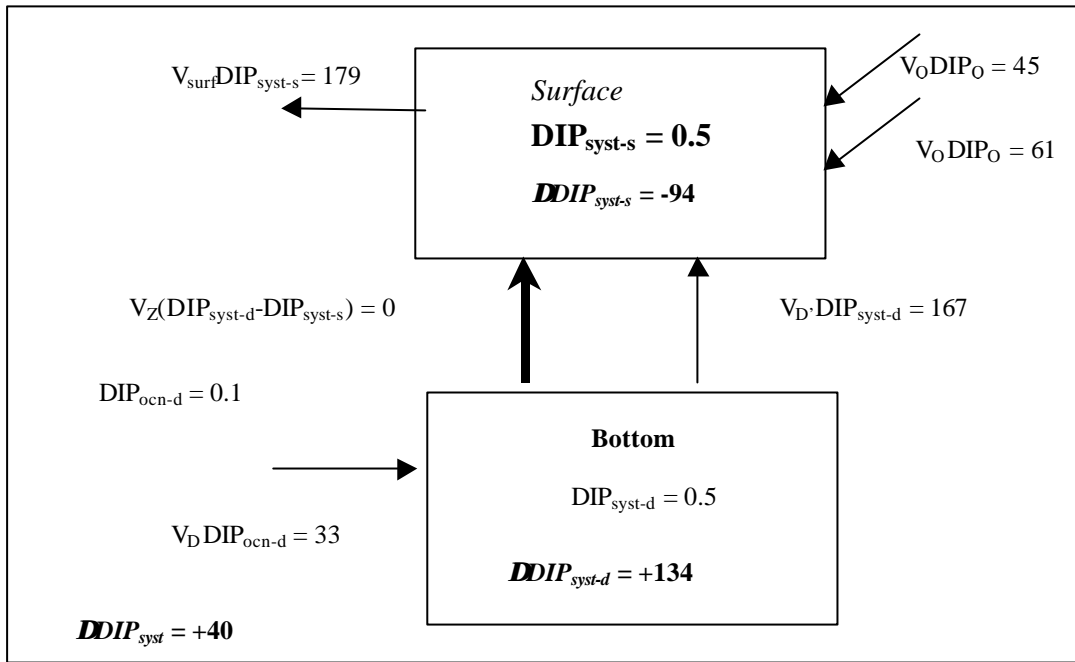 V_surfDIP_syst-s = 179
Surface
DIP_syst-s = 0.5
DDIP_syst-s = -94
V_ODIP_O = 45
V_ODIP_O = 61
V_Z(DIP_syst-d-DIP_syst-s) = 0
V_D'DIP_syst-d = 167
DIP_ocn-d = 0.1
Bottom
DIP_syst-d = 0.5
V_DDIP_ocn-d = 33
DDIP_syst-d = +134
DDIP_syst = +40